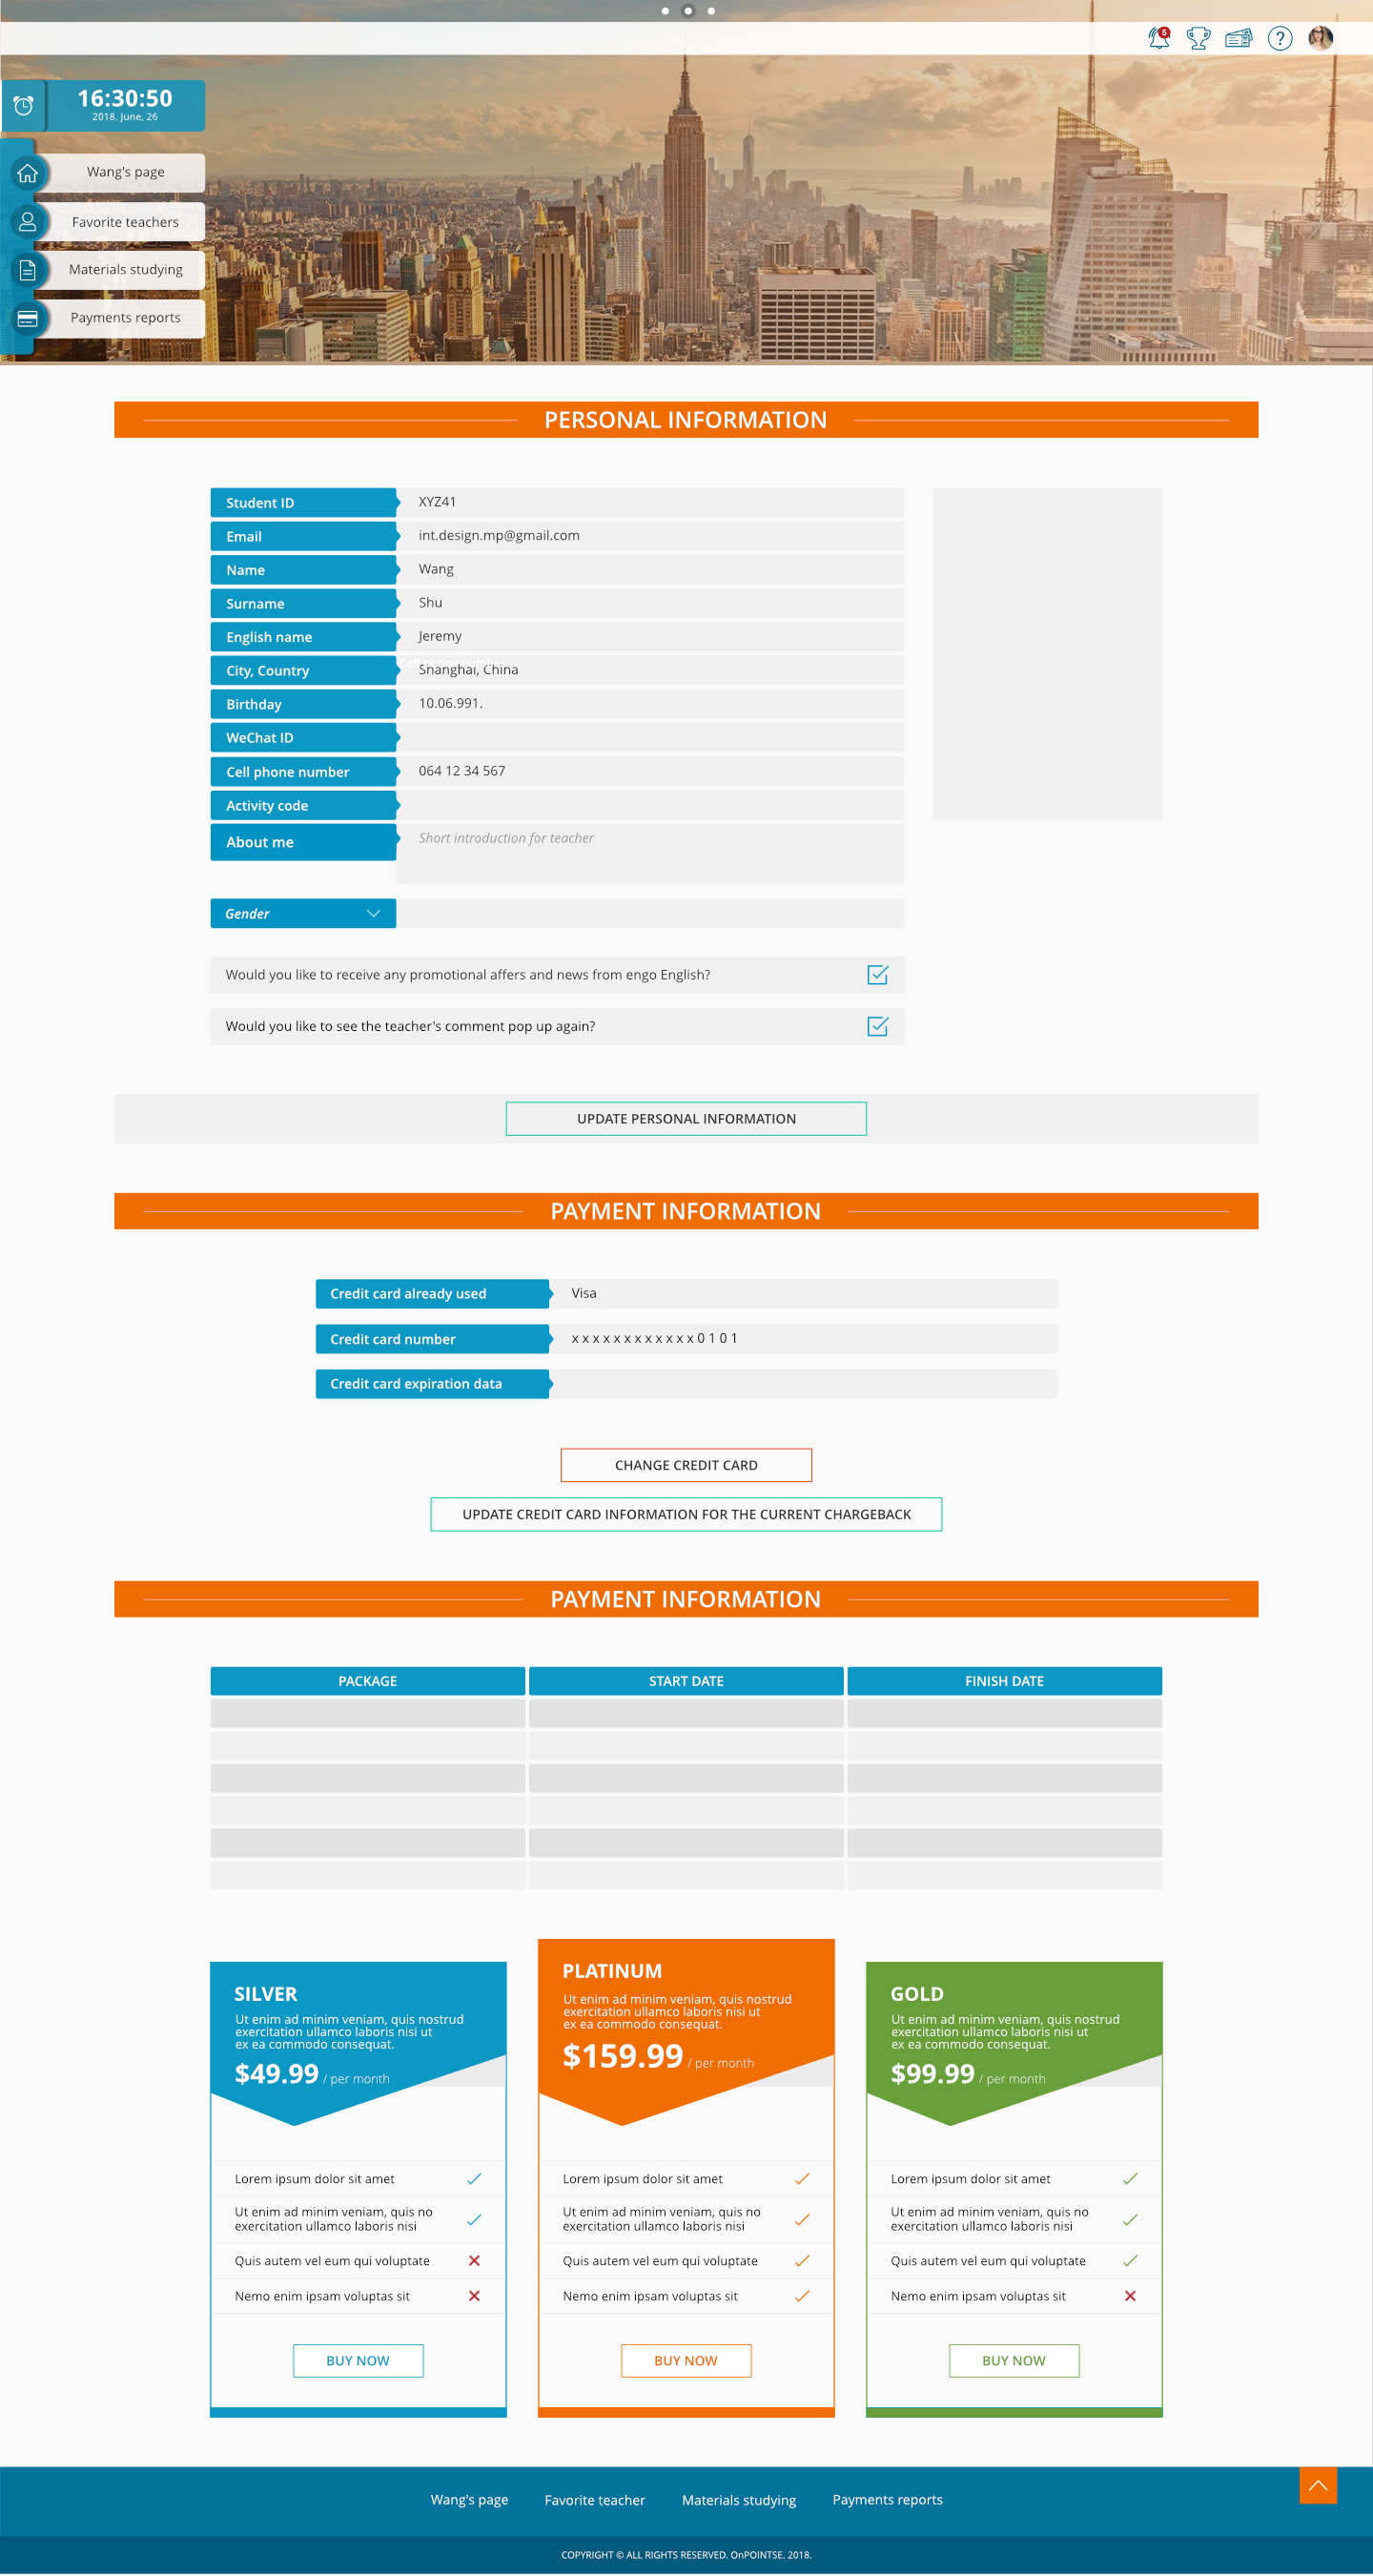 5
16:30:50
2018. June, 26
Wang's page
Favorite teachers
Materials studying
Payments reports
PERSONAL INFORMATION
Student ID XYZ41
Email int.design.mp@gmail.com
Name Wang
Surname Shu
English name Jeremy
Cell phone number
City, Country Shanghai, China
Birthday 10.06.991.
WeChat ID
Cell phone number 064 12 34 567
Activity code
About me Short introduction for teacher
Gender
Would you like to receive any promotional affers and news from engo English?
Would you like to see the teacher's comment pop up again?
UPDATE PERSONAL INFORMATION
PAYMENT INFORMATION
Credit card already used Visa
Credit card number x x x x x x x x x x x x 0 1 0 1
Credit card expiration data
CHANGE CREDIT CARD
UPDATE CREDIT CARD INFORMATION FOR THE CURRENT CHARGEBACK
PAYMENT INFORMATION
PACKAGE START DATE FINISH DATE
SILVER
Ut enim ad minim veniam, quis nostrud
exercitation ullamco laboris nisi ut
ex ea commodo consequat.
$49.99 / per month
Lorem ipsum dolor sit amet
Ut enim ad minim veniam, quis no
exercitation ullamco laboris nisi
Quis autem vel eum qui voluptate
Nemo enim ipsam voluptas sit
BUY NOW
PLATINUM
Ut enim ad minim veniam, quis nostrud
exercitation ullamco laboris nisi ut
ex ea commodo consequat.
$159.99 / per month
Lorem ipsum dolor sit amet
Ut enim ad minim veniam, quis no
exercitation ullamco laboris nisi
Quis autem vel eum qui voluptate
Nemo enim ipsam voluptas sit
BUY NOW
GOLD
Ut enim ad minim veniam, quis nostrud
exercitation ullamco laboris nisi ut
ex ea commodo consequat.
$99.99 / per month
Lorem ipsum dolor sit amet
Ut enim ad minim veniam, quis no
exercitation ullamco laboris nisi
Quis autem vel eum qui voluptate
Nemo enim ipsam voluptas sit
BUY NOW
Wang's page Favorite teacher Materials studying Payments reports
COPYRIGHT © ALL RIGHTS RESERVED. OnPOINTSE. 2018.